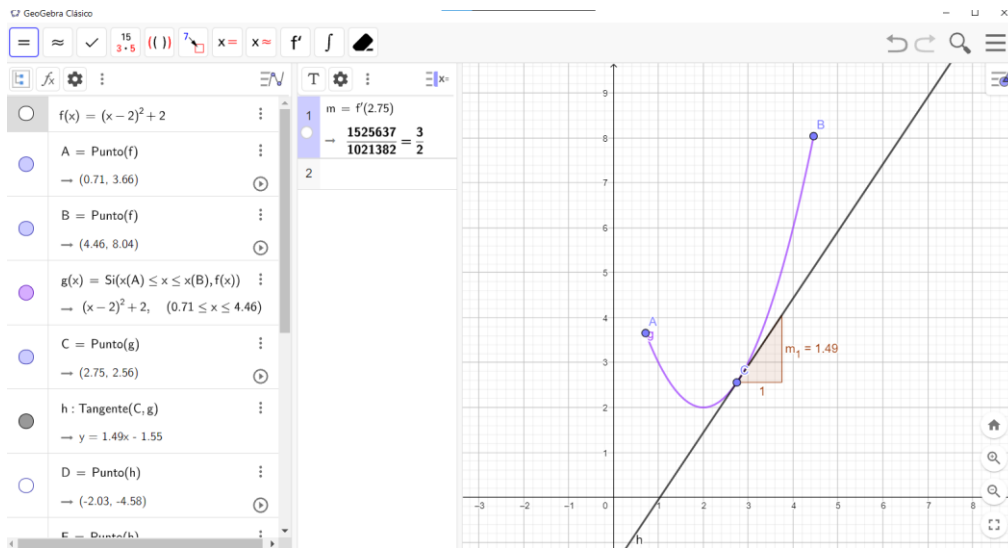 GeoGebra Clásico
= ≈ ✓ 15 3•5 (( )) 7 x = x ≈ f′ ∫
fx T x=
f(x) = (x − 2)² + 2
A = Punto(f)
→ (0.71, 3.66)
B = Punto(f)
→ (4.46, 8.04)
g(x) = Si(x(A) ≤ x ≤ x(B), f(x))
→ (x − 2)² + 2, (0.71 ≤ x ≤ 4.46)
C = Punto(g)
→ (2.75, 2.56)
h : Tangente(C, g)
→ y = 1.49x - 1.55
D = Punto(h)
→ (-2.03, -4.58)
E = Punto(h)
1 m = f′(2.75)
→ 1525637/1021382 = 3/2
2
9
8
7
6
5
4
3
2
1
−3 −2 −1 0 1 2 3 4 5 6 7 8
B
A
g
m₁ = 1.49
1
h